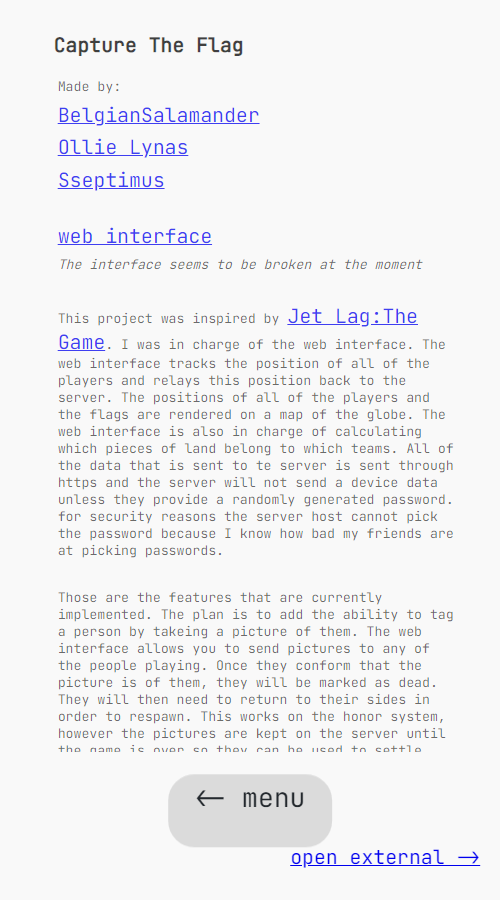 Capture The Flag
Made by:
BelgianSalamander
Ollie Lynas
Sseptimus
web interface
The interface seems to be broken at the moment
This project was inspired by Jet Lag:The
Game. I was in charge of the web interface. The
web interface tracks the position of all of the
players and relays this position back to the
server. The positions of all of the players and
the flags are rendered on a map of the globe. The
web interface is also in charge of calculating
which pieces of land belong to which teams. All of
the data that is sent to te server is sent through
https and the server will not send a device data
unless they provide a randomly generated password.
for security reasons the server host cannot pick
the password because I know how bad my friends are
at picking passwords.
Those are the features that are currently
implemented. The plan is to add the ability to tag
a person by takeing a picture of them. The web
interface allows you to send pictures to any of
the people playing. Once they conform that the
picture is of them, they will be marked as dead.
They will then need to return to their sides in
order to respawn. This works on the honor system,
however the pictures are kept on the server until
the game is over so they can be used to settle
← menu
open external →